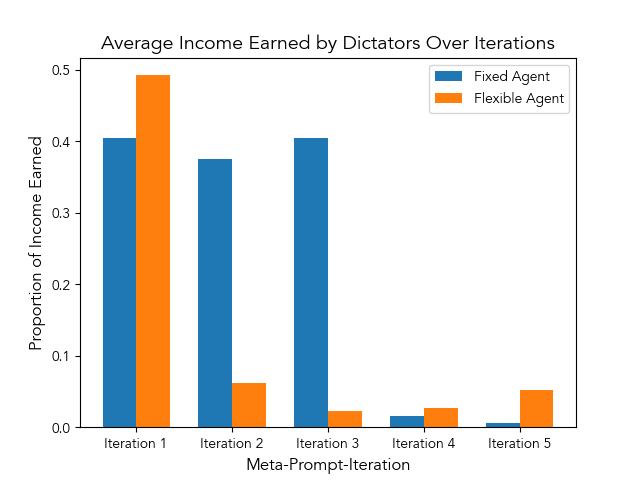 Average Income Earned by Dictators Over Iterations
Fixed Agent
Flexible Agent
Proportion of Income Earned
0.5
0.4
0.3
0.2
0.1
0.0
Iteration 1 Iteration 2 Iteration 3 Iteration 4 Iteration 5
Meta-Prompt-Iteration